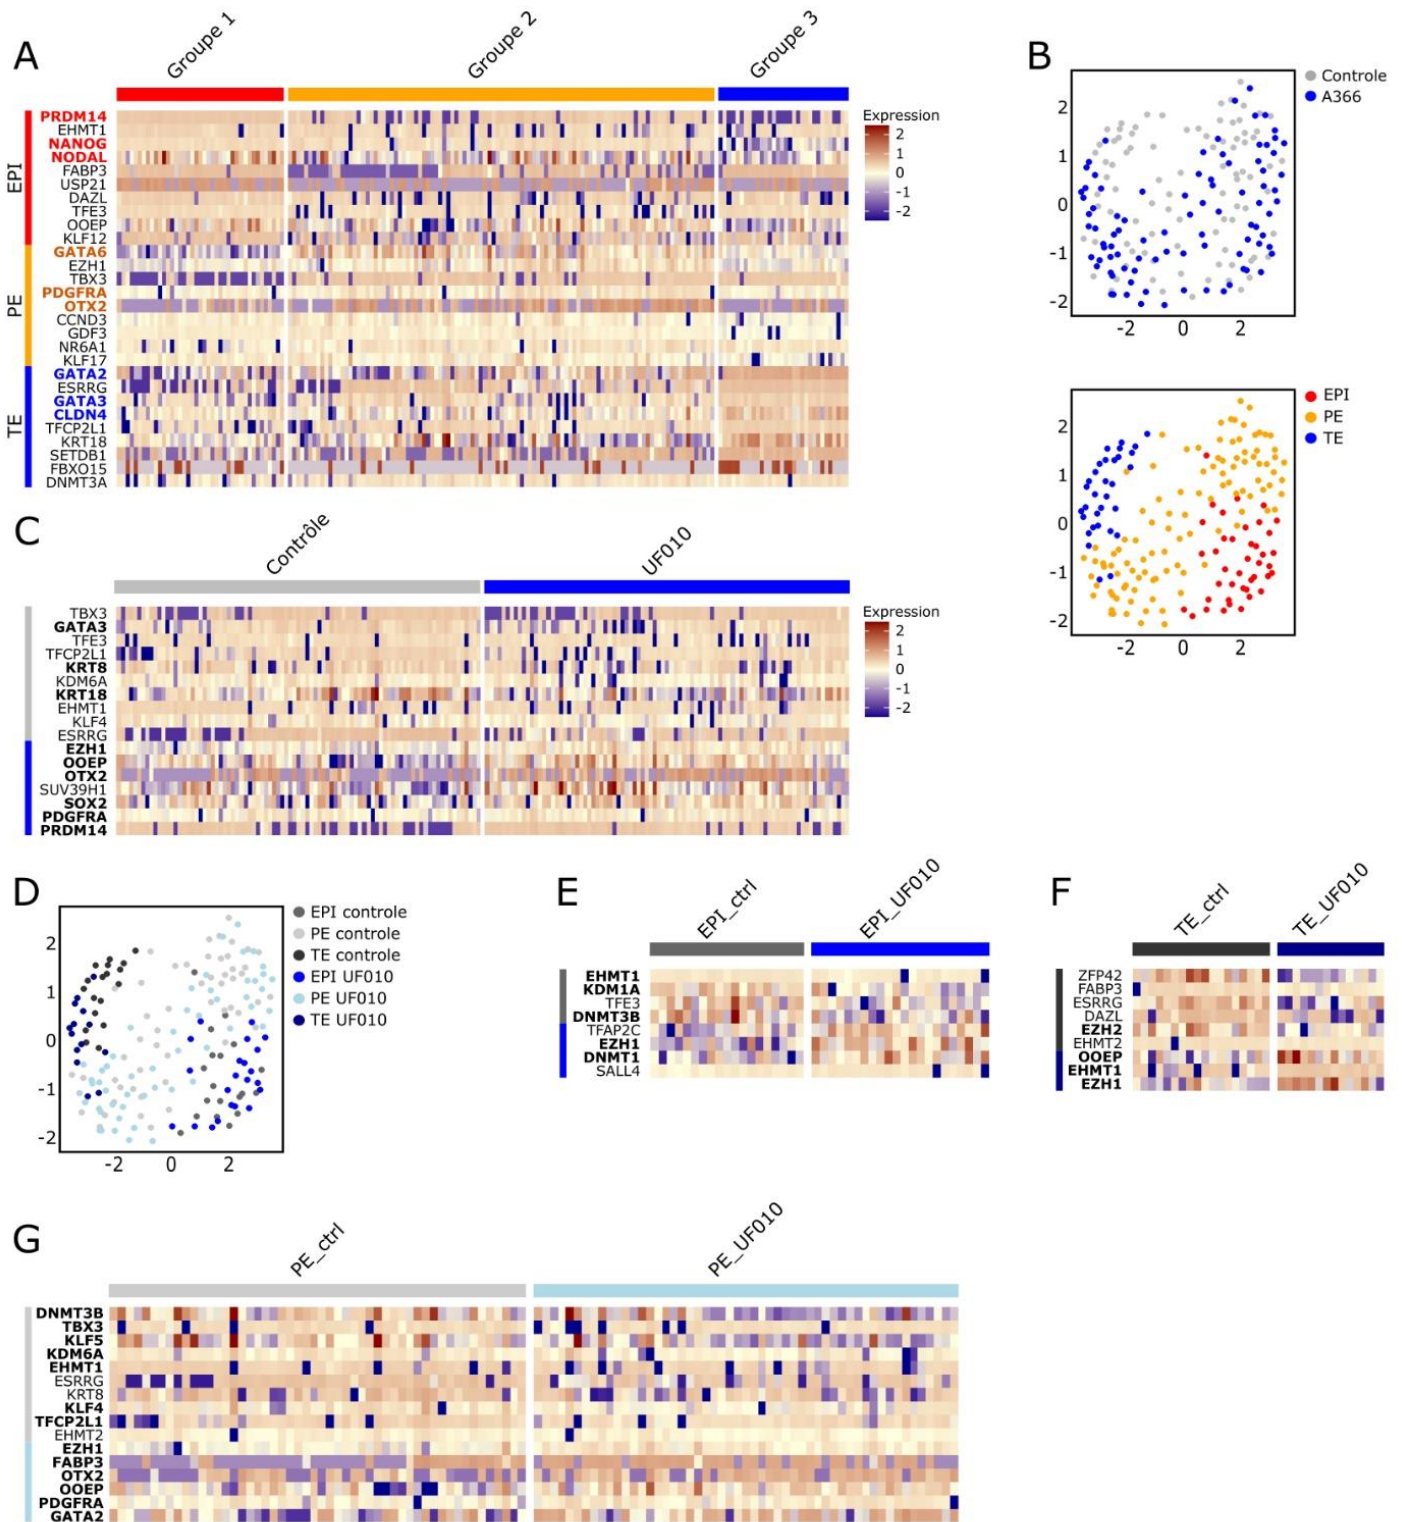 A
Groupe 1
Groupe 2
Groupe 3
EPI
PE
TE
PRDM14
EHMT1
NANOG
NODAL
FABP3
USP21
DAZL
TFE3
OOEP
KLF12
GATA6
EZH1
TBX3
PDGFRA
OTX2
CCND3
GDF3
NR6A1
KLF17
GATA2
ESRRG
GATA3
CLDN4
TFCP2L1
KRT18
SETDB1
FBXO15
DNMT3A
Expression
2
1
0
-1
-2
B
2
1
0
-1
-2
-2 0 2
Controle
A366
2
1
0
-1
-2
-2 0 2
EPI
PE
TE
C
Contrôle
UF010
TBX3
GATA3
TFE3
TFCP2L1
KRT8
KDM6A
KRT18
EHMT1
KLF4
ESRRG
EZH1
OOEP
OTX2
SUV39H1
SOX2
PDGFRA
PRDM14
Expression
2
1
0
-1
-2
D
2
1
0
-1
-2
-2 0 2
EPI controle
PE controle
TE controle
EPI UF010
PE UF010
TE UF010
E
EPI_ctrl
EPI_UF010
EHMT1
KDM1A
TFE3
DNMT3B
TFAP2C
EZH1
DNMT1
SALL4
F
TE_ctrl
TE_UF010
ZFP42
FABP3
ESRRG
DAZL
EZH2
EHMT2
OOEP
EHMT1
EZH1
G
PE_ctrl
PE_UF010
DNMT3B
TBX3
KLF5
KDM6A
EHMT1
ESRRG
KRT8
KLF4
TFCP2L1
EHMT2
EZH1
FABP3
OTX2
OOEP
PDGFRA
GATA2